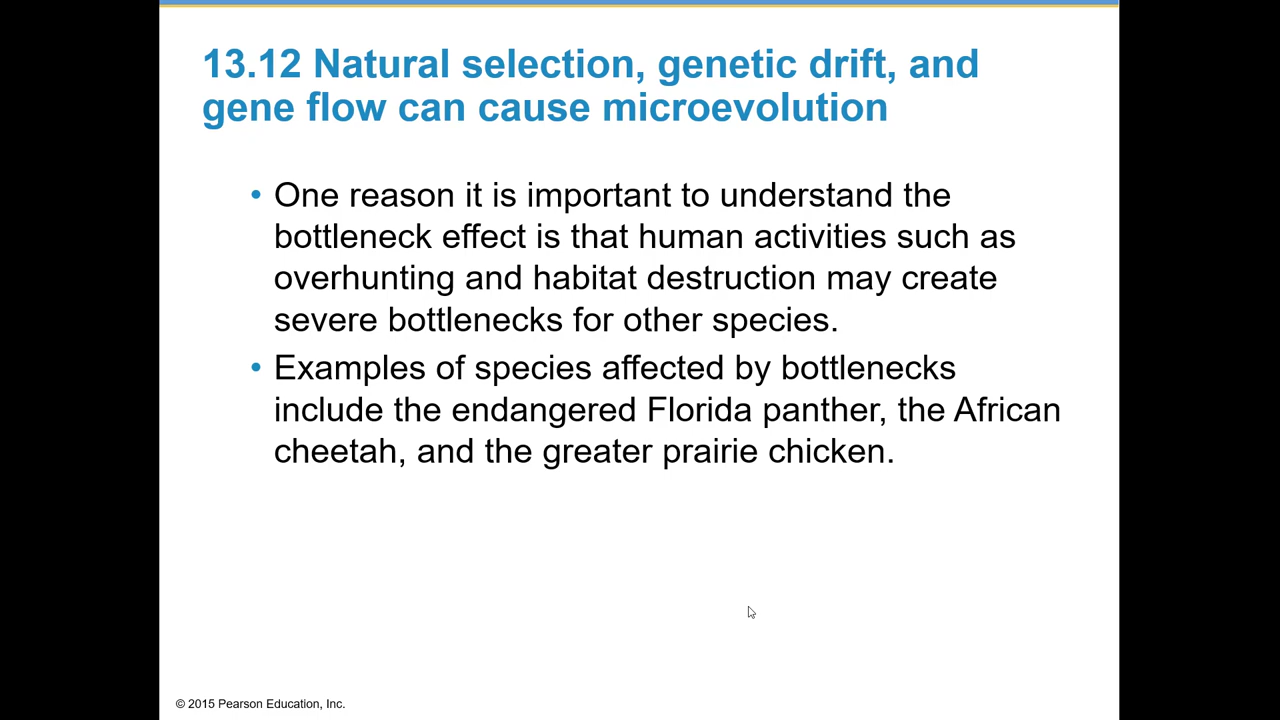 13.12 Natural selection, genetic drift, and
gene flow can cause microevolution
• One reason it is important to understand the
bottleneck effect is that human activities such as
overhunting and habitat destruction may create
severe bottlenecks for other species.
• Examples of species affected by bottlenecks
include the endangered Florida panther, the African
cheetah, and the greater prairie chicken.
© 2015 Pearson Education, Inc.